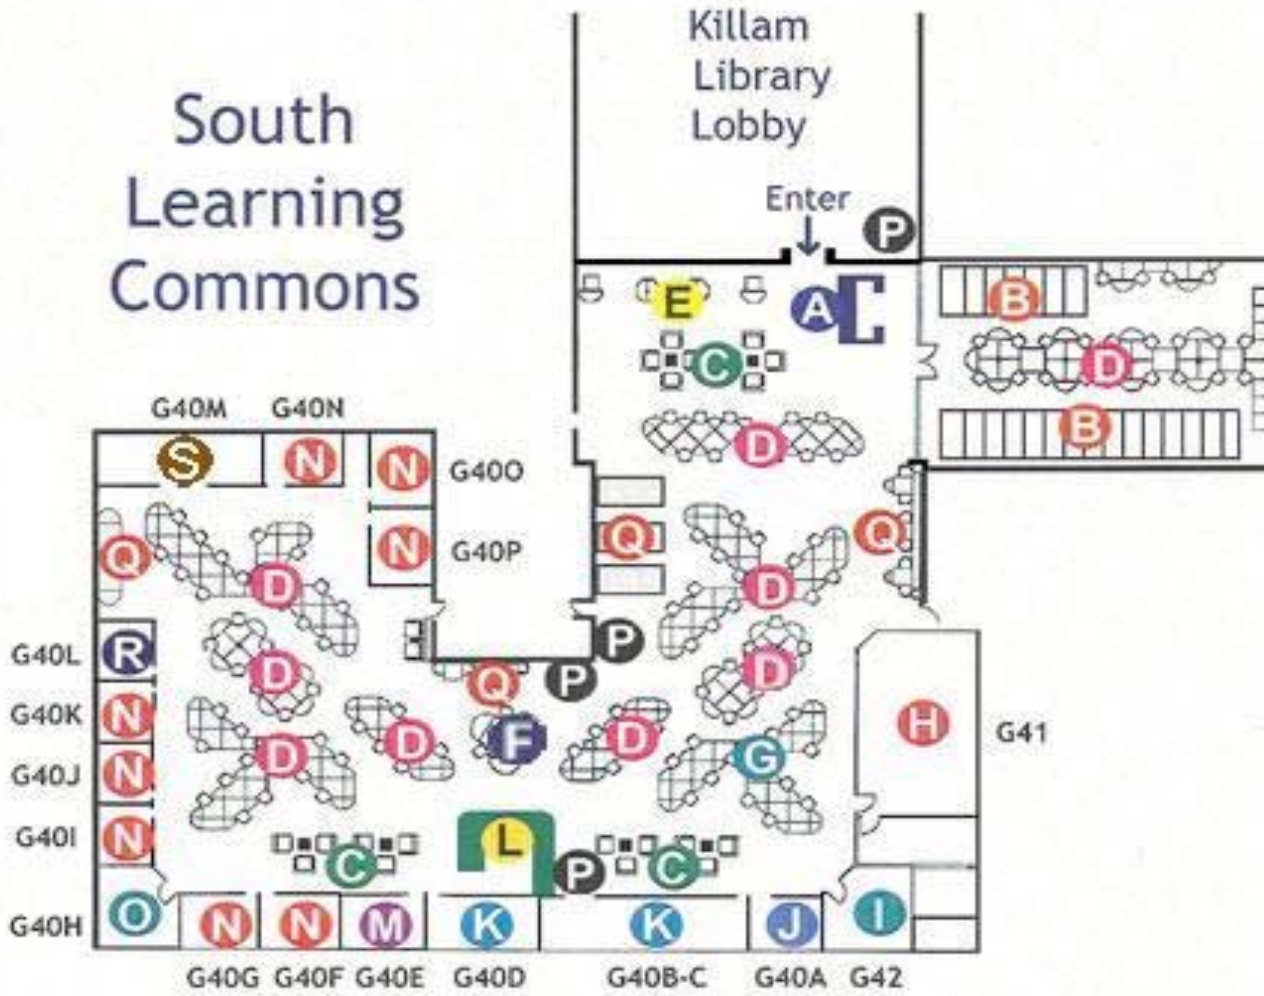 Killam
Library
Lobby
South
Learning
Commons
Enter
P
E
A
B
C
D
B
D
G40M
G40N
S
N
N
G40O
Q
Q
Q
N
G40P
D
D
G40L
R
D
P
D
Q
P
G40K
N
H
G41
D
D
F
D
G
G40J
N
G40I
N
L
C
P
C
G40H
O
N
N
M
K
K
J
I
G40G
G40F
G40E
G40D
G40B-C
G40A
G42